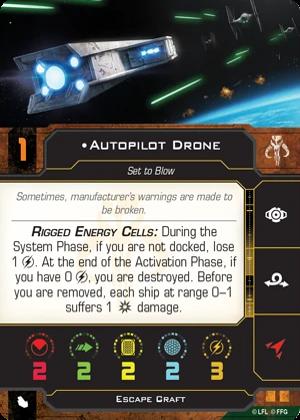 1 •Autopilot Drone
Set to Blow
Sometimes, manufacturer's warnings are made to
be broken.
Rigged Energy Cells: During the
System Phase, if you are not docked, lose
1 . At the end of the Activation Phase, if
you have 0 , you are destroyed. Before
you are removed, each ship at range 0–1
suffers 1 damage.
2 2 2 2 3
Escape Craft
©LFL ©FFG